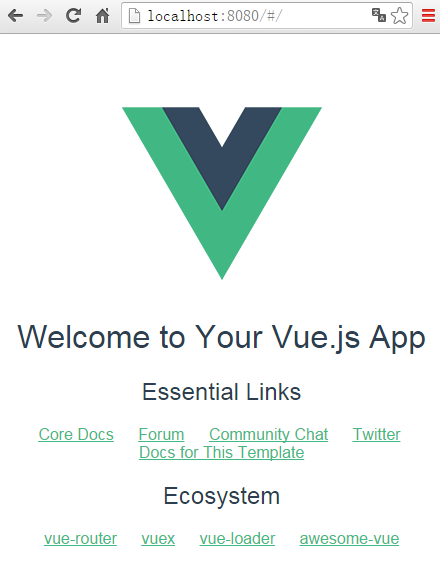 localhost:8080/#/
Welcome to Your Vue.js App
Essential Links
Core Docs Forum Community Chat Twitter
Docs for This Template
Ecosystem
vue-router vuex vue-loader awesome-vue